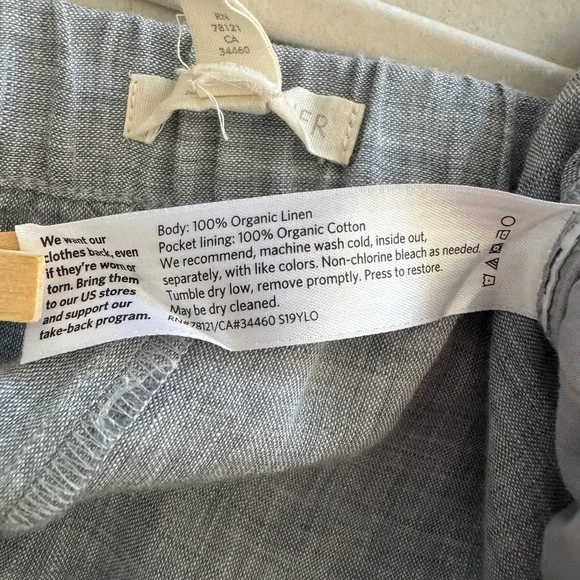 RN
78121
CA
34460
We want our
clothes back, even
if they're worn or
torn. Bring them
to our US stores
and support our
take-back program.
Body: 100% Organic Linen
Pocket lining: 100% Organic Cotton
We recommend, machine wash cold, inside out,
separately, with like colors. Non-chlorine bleach as needed.
Tumble dry low, remove promptly. Press to restore.
May be dry cleaned.
RN#78121/CA#34460 S19YLO